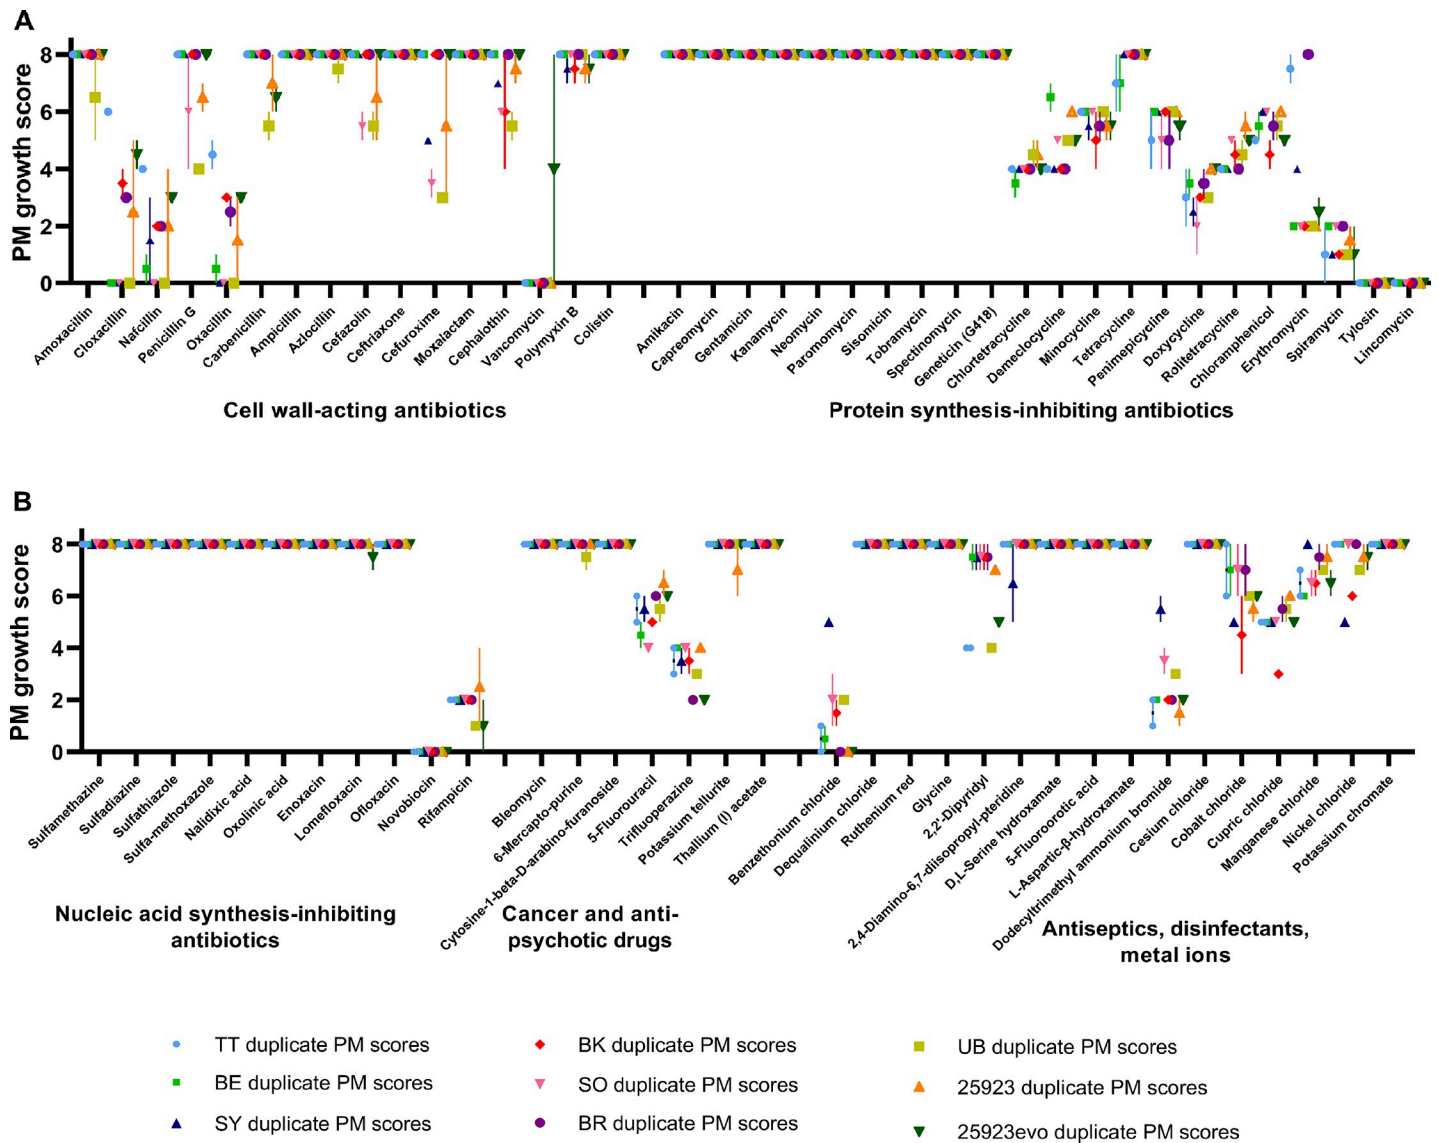 A
PM growth score
8
6
4
2
0
Amoxacillin
Cloxacillin
Nafcillin
Penicillin G
Oxacillin
Carbenicillin
Ampicillin
Azlocillin
Cefazolin
Ceftriaxone
Cefuroxime
Moxalactam
Cephalothin
Vancomycin
Polymyxin B
Colistin
Amikacin
Capreomycin
Gentamicin
Kanamycin
Neomycin
Paromomycin
Sisomicin
Tobramycin
Spectinomycin
Geneticin (G418)
Chlortetracycline
Demeclocycline
Minocycline
Tetracycline
Penimepicycline
Doxycycline
Rolitetracycline
Chloramphenicol
Erythromycin
Spiramycin
Tylosin
Lincomycin
Cell wall-acting antibiotics
Protein synthesis-inhibiting antibiotics
B
PM growth score
8
6
4
2
0
Sulfamethazine
Sulfadiazine
Sulfathiazole
Sulfa-methoxazole
Nalidixic acid
Oxolinic acid
Enoxacin
Lomefloxacin
Ofloxacin
Novobiocin
Rifampicin
Bleomycin
6-Mercapto-purine
Cytosine-1-beta-D-arabino-furanoside
5-Fluorouracil
Trifluoperazine
Potassium tellurite
Thallium (I) acetate
Benzethonium chloride
Dequalinium chloride
Ruthenium red
Glycine
2,2'-Dipyridyl
2,4-Diamino-6,7-diisopropyl-pteridine
D,L-Serine hydroxamate
5-Fluoroorotic acid
L-Aspartic-β-hydroxamate
Dodecyltrimethyl ammonium bromide
Cesium chloride
Cobalt chloride
Cupric chloride
Manganese chloride
Nickel chloride
Potassium chromate
Nucleic acid synthesis-inhibiting
antibiotics
Cancer and anti-
psychotic drugs
Antiseptics, disinfectants,
metal ions
TT duplicate PM scores
BE duplicate PM scores
SY duplicate PM scores
BK duplicate PM scores
SO duplicate PM scores
BR duplicate PM scores
UB duplicate PM scores
25923 duplicate PM scores
25923evo duplicate PM scores